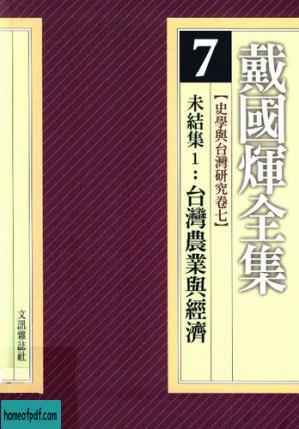 戴國煇全集
7
【史學與台灣研究卷七】
未結集1：台灣農業與經濟
文訊雜誌社
homeofpdf.com